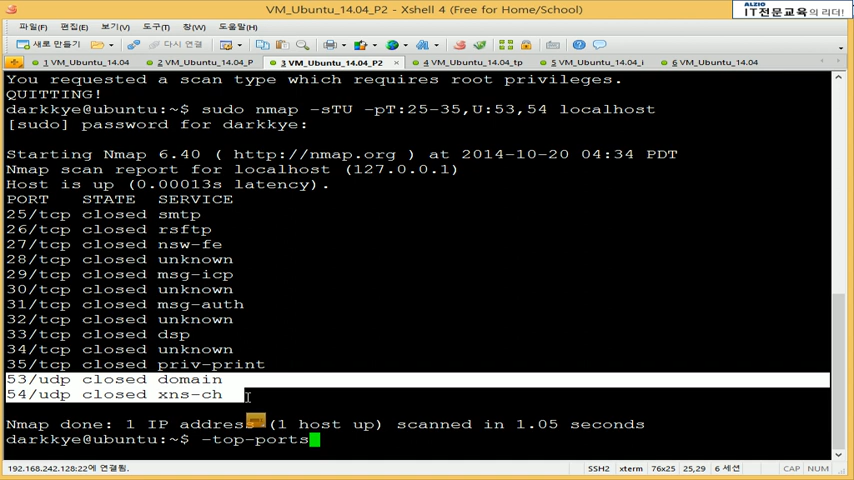 VM_Ubuntu_14.04_P2 - Xshell 4 (Free for Home/School)
ALZIO
IT전문교육의 리더!
파일(F) 편집(E) 보기(V) 도구(T) 창(W) 도움말(H)
새로 만들기 다시 연결
1 VM_Ubuntu_14.04 2 VM_Ubuntu_14.04_P 3 VM_Ubuntu_14.04_P2 4 VM_Ubuntu_14.04_tp 5 VM_Ubuntu_14.04_i 6 VM_Ubuntu_14.04
You requested a scan type which requires root privileges.
QUITTING!
darkkye@ubuntu:~$ sudo nmap -sTU -pT:25-35,U:53,54 localhost
[sudo] password for darkkye:
Starting Nmap 6.40 ( http://nmap.org ) at 2014-10-20 04:34 PDT
Nmap scan report for localhost (127.0.0.1)
Host is up (0.00013s latency).
PORT STATE SERVICE
25/tcp closed smtp
26/tcp closed rsftp
27/tcp closed nsw-fe
28/tcp closed unknown
29/tcp closed msg-icp
30/tcp closed unknown
31/tcp closed msg-auth
32/tcp closed unknown
33/tcp closed dsp
34/tcp closed unknown
35/tcp closed priv-print
53/udp closed domain
54/udp closed xns-ch
Nmap done: 1 IP address (1 host up) scanned in 1.05 seconds
darkkye@ubuntu:~$ -top-ports
192.168.242.128:22에 연결됨. SSH2 xterm 76x25 25,29 6 세션 CAP NUM